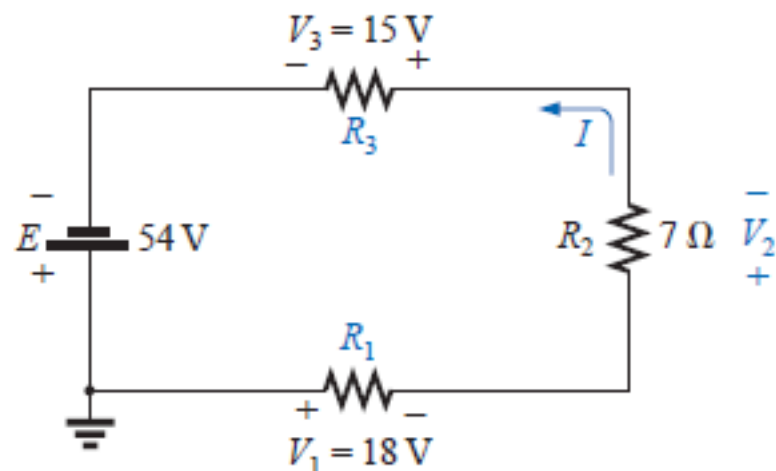 V₃ = 15 V
− +
R₃
I
−
E 54 V
+
R₂ 7 Ω
−
V₂
+
R₁
+ −
V₁ = 18 V